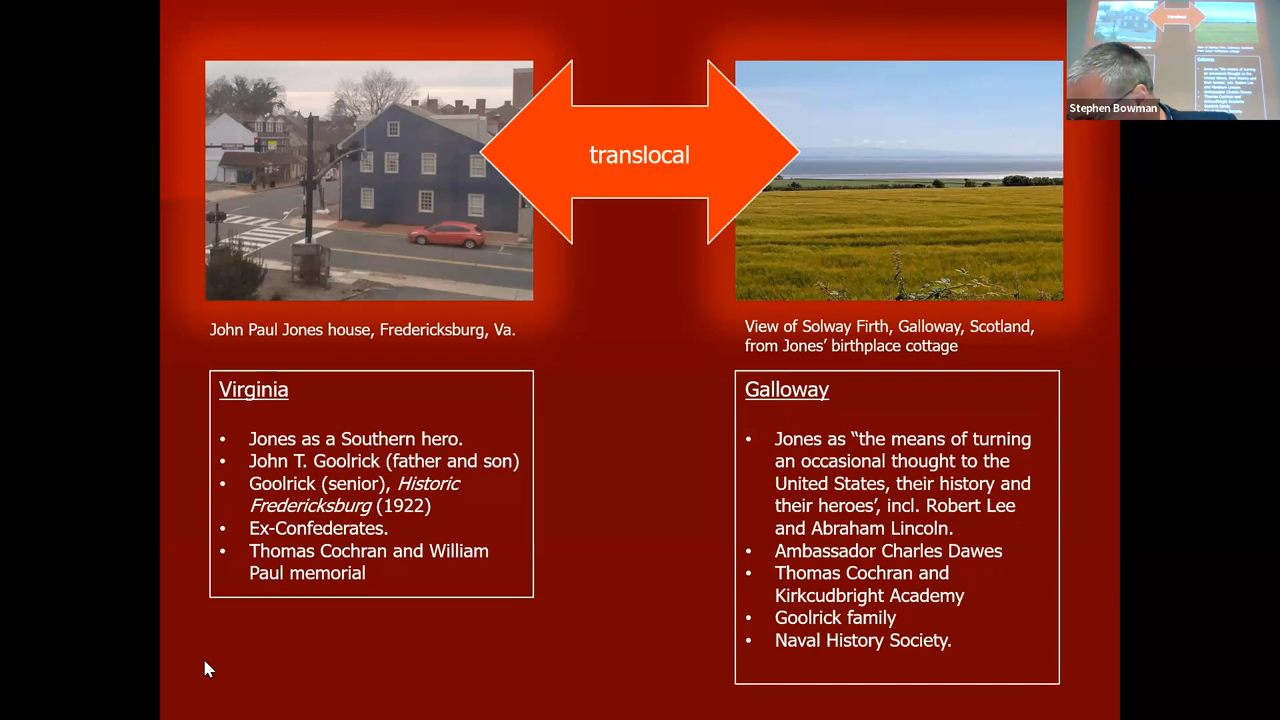 translocal
John Paul Jones house, Fredericksburg, Va.
View of Solway Firth, Galloway, Scotland,
from Jones’ birthplace cottage
Virginia
• Jones as a Southern hero.
• John T. Goolrick (father and son)
• Goolrick (senior), Historic
Fredericksburg (1922)
• Ex-Confederates.
• Thomas Cochran and William
Paul memorial
Galloway
• Jones as “the means of turning
an occasional thought to the
United States, their history and
their heroes’, incl. Robert Lee
and Abraham Lincoln.
• Ambassador Charles Dawes
• Thomas Cochran and
Kirkcudbright Academy
• Goolrick family
• Naval History Society.
translocal
Galloway
Stephen Bowman